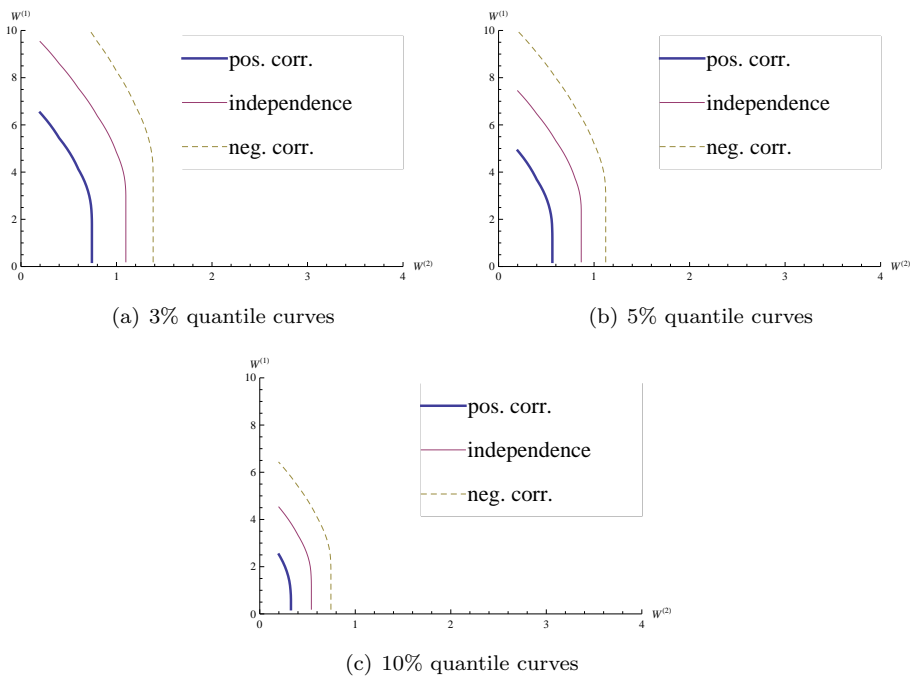 W(1)
10
8
6
4
2
0
0 1 2 3 4 W(2)
pos. corr.
independence
neg. corr.
(a) 3% quantile curves
W(1)
10
8
6
4
2
0
0 1 2 3 4 W(2)
pos. corr.
independence
neg. corr.
(b) 5% quantile curves
W(1)
10
8
6
4
2
0
0 1 2 3 4 W(2)
pos. corr.
independence
neg. corr.
(c) 10% quantile curves